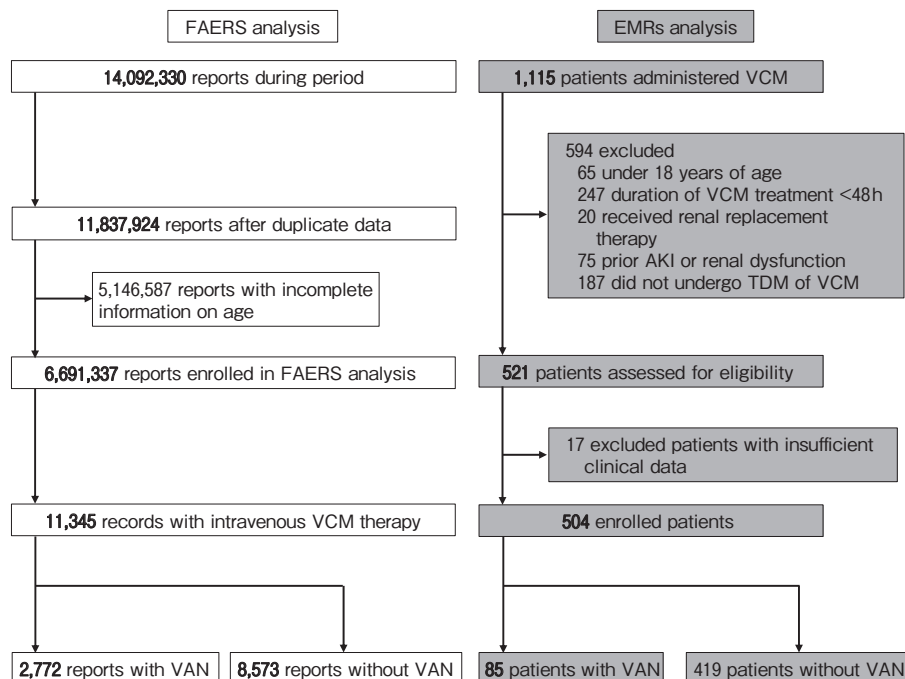 FAERS analysis
14,092,330 reports during period
11,837,924 reports after duplicate data
5,146,587 reports with incomplete
information on age
6,691,337 reports enrolled in FAERS analysis
11,345 records with intravenous VCM therapy
2,772 reports with VAN
8,573 reports without VAN
EMRs analysis
1,115 patients administered VCM
594 excluded
65 under 18 years of age
247 duration of VCM treatment <48h
20 received renal replacement
therapy
75 prior AKI or renal dysfunction
187 did not undergo TDM of VCM
521 patients assessed for eligibility
17 excluded patients with insufficient
clinical data
504 enrolled patients
85 patients with VAN
419 patients without VAN